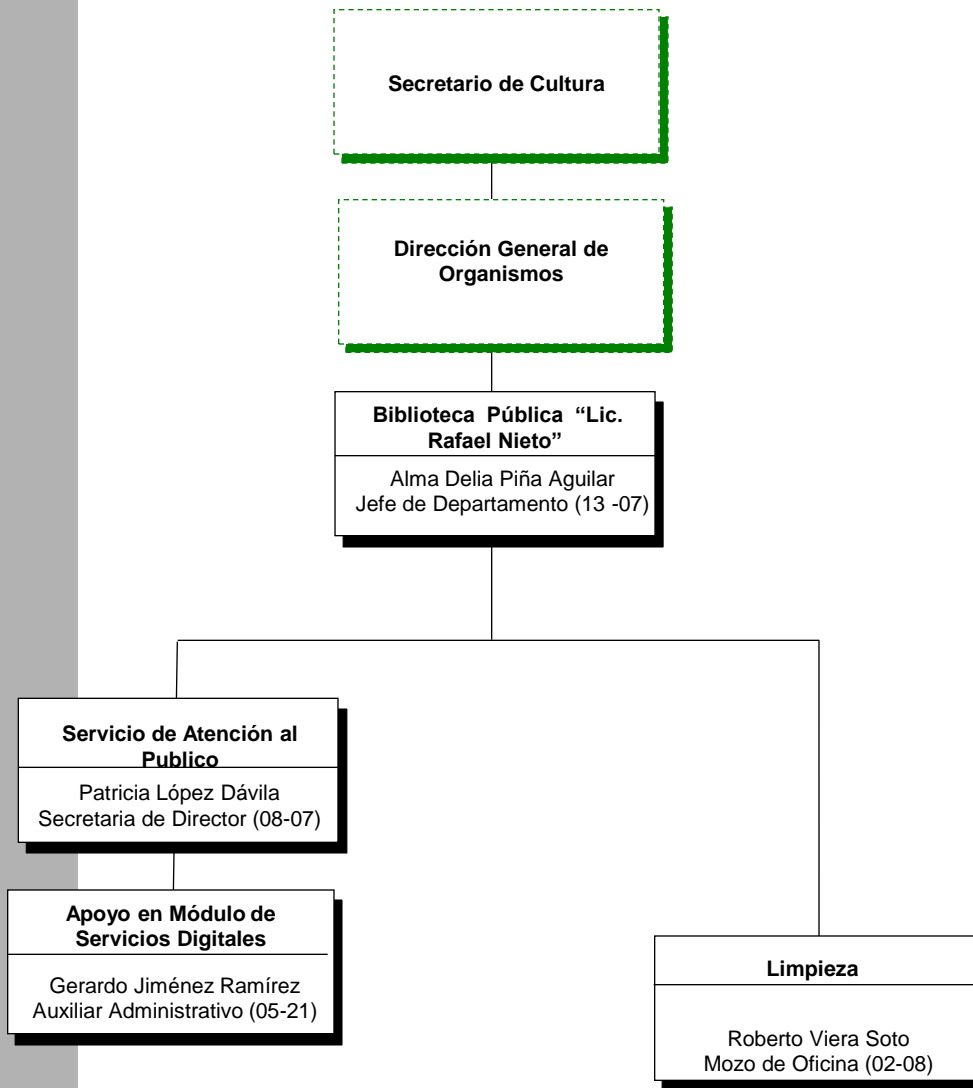 Secretario de Cultura
Dirección General de
Organismos
Biblioteca Pública “Lic.
Rafael Nieto”
Alma Delia Piña Aguilar
Jefe de Departamento (13 -07)
Servicio de Atención al
Publico
Patricia López Dávila
Secretaria de Director (08-07)
Apoyo en Módulo de
Servicios Digitales
Gerardo Jiménez Ramírez
Auxiliar Administrativo (05-21)
Limpieza
Roberto Viera Soto
Mozo de Oficina (02-08)